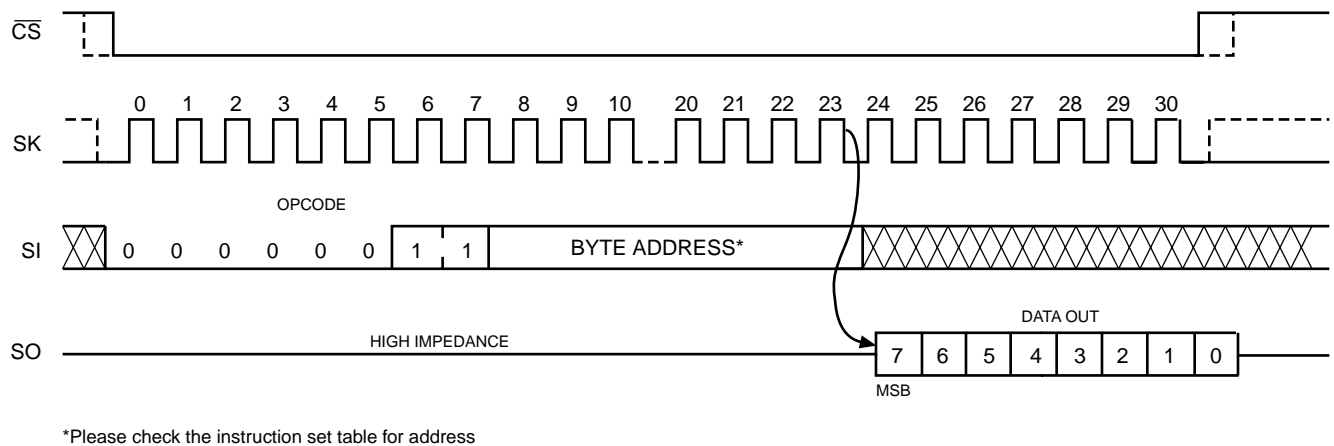 CS
0 1 2 3 4 5 6 7 8 9 10 20 21 22 23 24 25 26 27 28 29 30
SK
OPCODE
SI 0 0 0 0 0 0 1 1 BYTE ADDRESS*
DATA OUT
HIGH IMPEDANCE
SO 7 6 5 4 3 2 1 0
MSB
*Please check the instruction set table for address